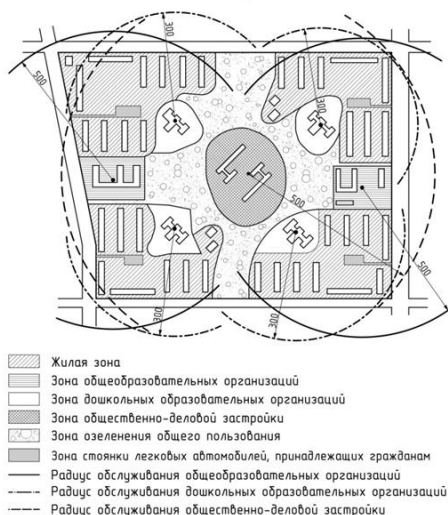 300
300
500
500
500
300
300
Жилая зона
Зона общеобразовательных организаций
Зона дошкольных образовательных организаций
Зона общественно-деловой застройки
Зона озеленения общего пользования
Зона стоянки легковых автомобилей, принадлежащих гражданам
Радиус обслуживания общеобразовательных организаций
Радиус обслуживания дошкольных образовательных организаций
Радиус обслуживания общественно-деловой застройки